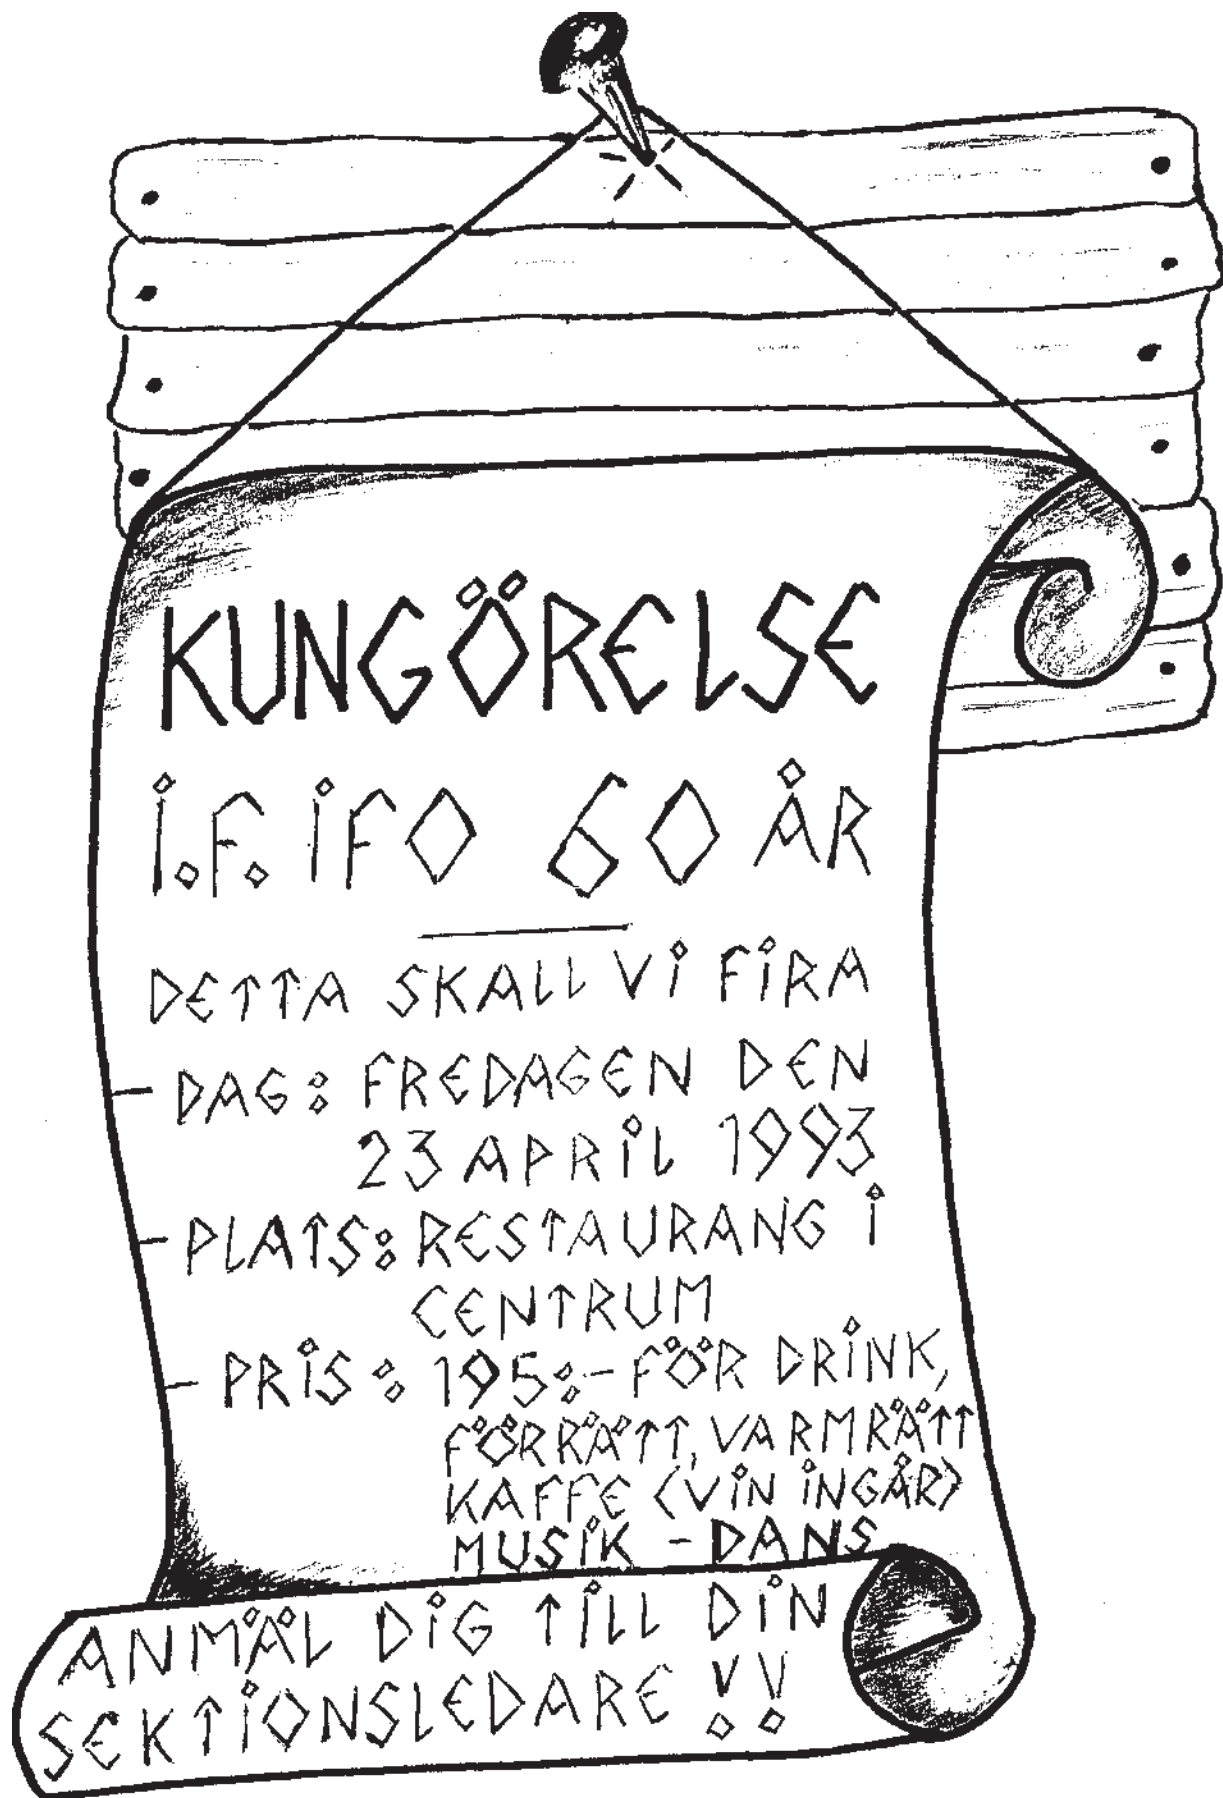 KUNGÖRELSE
I.F. IFO 60 ÅR
DETTA SKALL VI FIRA
- DAG: FREDAGEN DEN
23 APRIL 1993
- PLATS: RESTAURANG I
CENTRUM
- PRIS: 195:- FÖR DRINK,
FÖRRÄTT, VARMRÄTT
KAFFE (VIN INGÅR)
MUSIK - DANS
ANMÄL DIG TILL DIN
SEKTIONSLEDARE !!